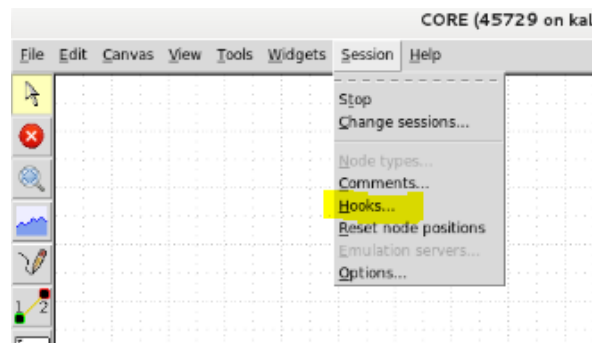 CORE (45729 on kal
File Edit Canvas View Tools Widgets Session Help
Stop
Change sessions...
Node types...
Comments...
Hooks...
Reset node positions
Emulation servers...
Options...
1 2